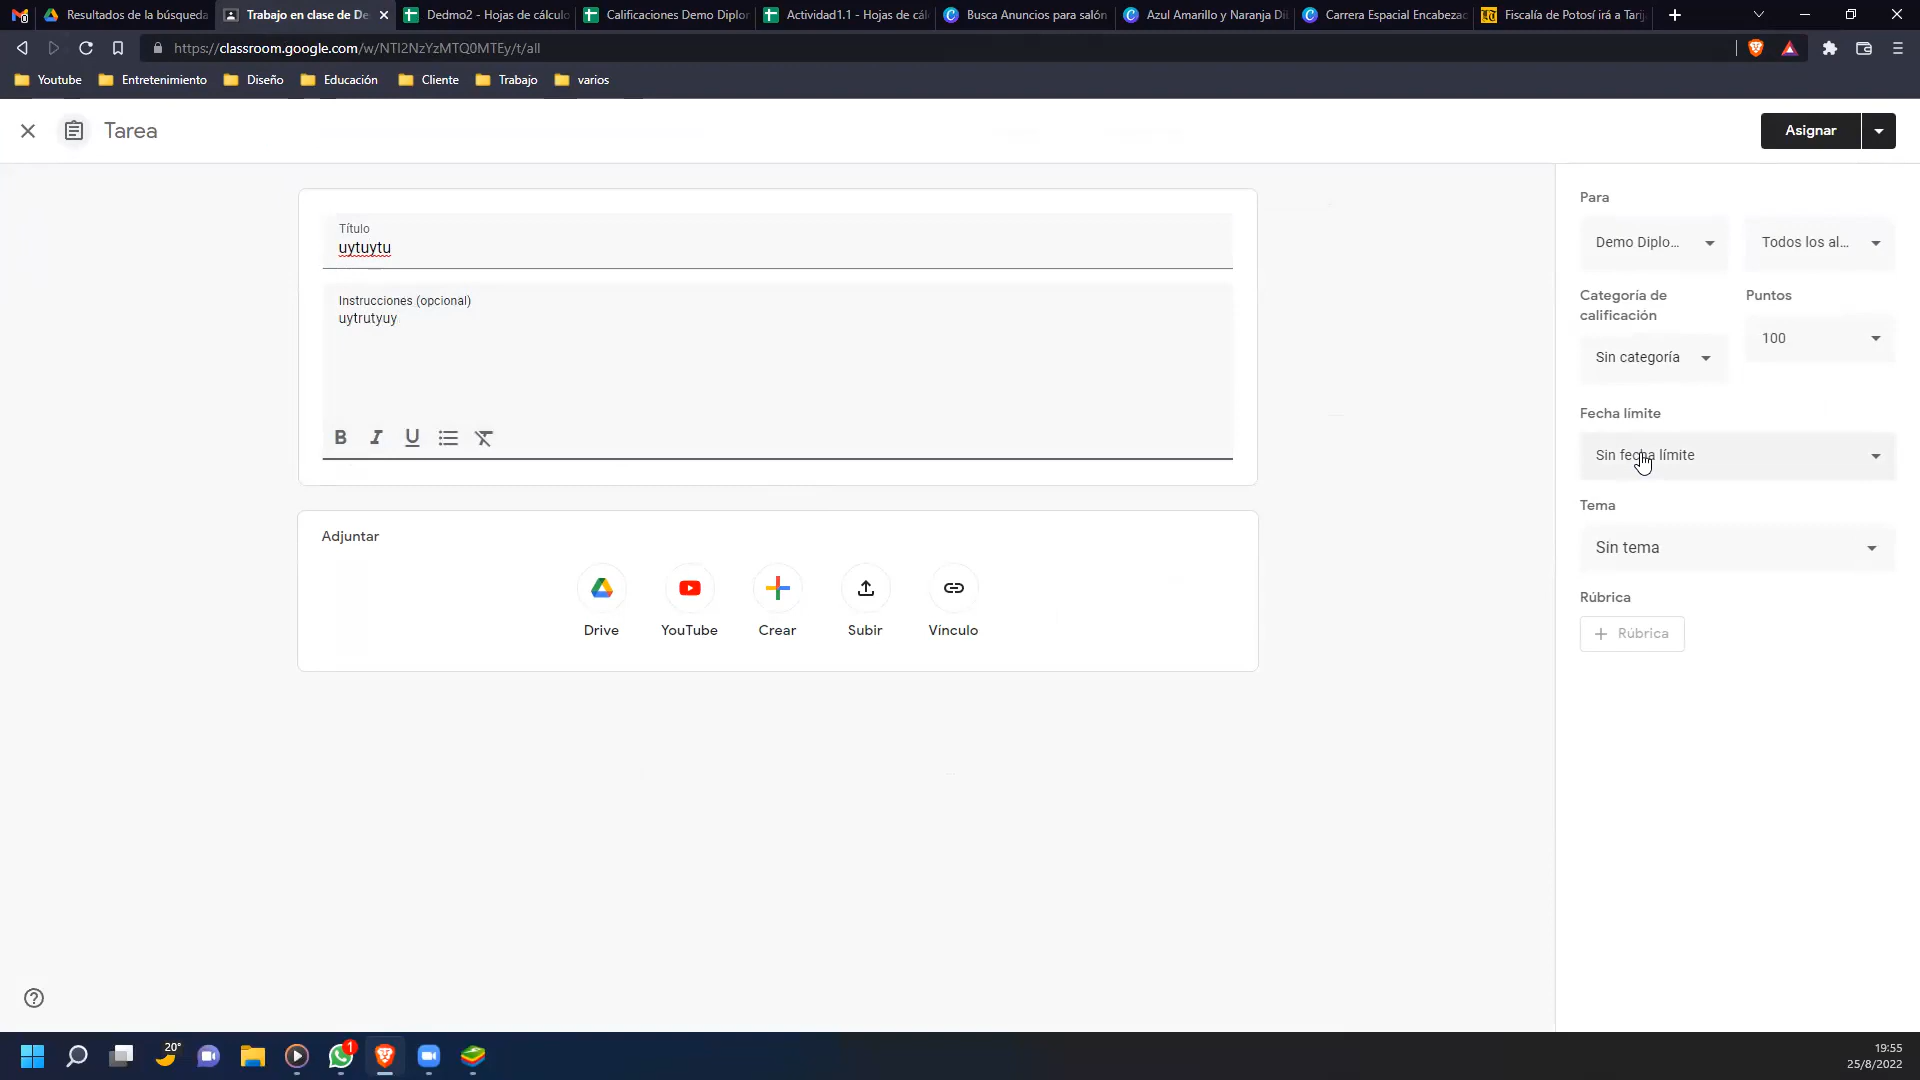 Resultados de la búsqueda
Trabajo en clase de De
Dedmo2 - Hojas de cálculo
Calificaciones Demo Diplom
Actividad1.1 - Hojas de cál
Busca Anuncios para salón
Azul Amarillo y Naranja Di
Carrera Espacial Encabezac
Fiscalía de Potosí irá a Tarij
https://classroom.google.com/w/NTI2NzYzMTQ0MTEy/t/all
Youtube
Entretenimiento
Diseño
Educación
Cliente
Trabajo
varios
Tarea
Asignar
Título
uytuytu
Instrucciones (opcional)
uytrutyuy
B I U
Adjuntar
Drive
YouTube
Crear
Subir
Vínculo
Para
Demo Diplo...
Todos los al...
Categoría de
calificación
Puntos
Sin categoría
100
Fecha límite
Sin fecha límite
Tema
Sin tema
Rúbrica
+ Rúbrica
20°
1
19:55
25/8/2022